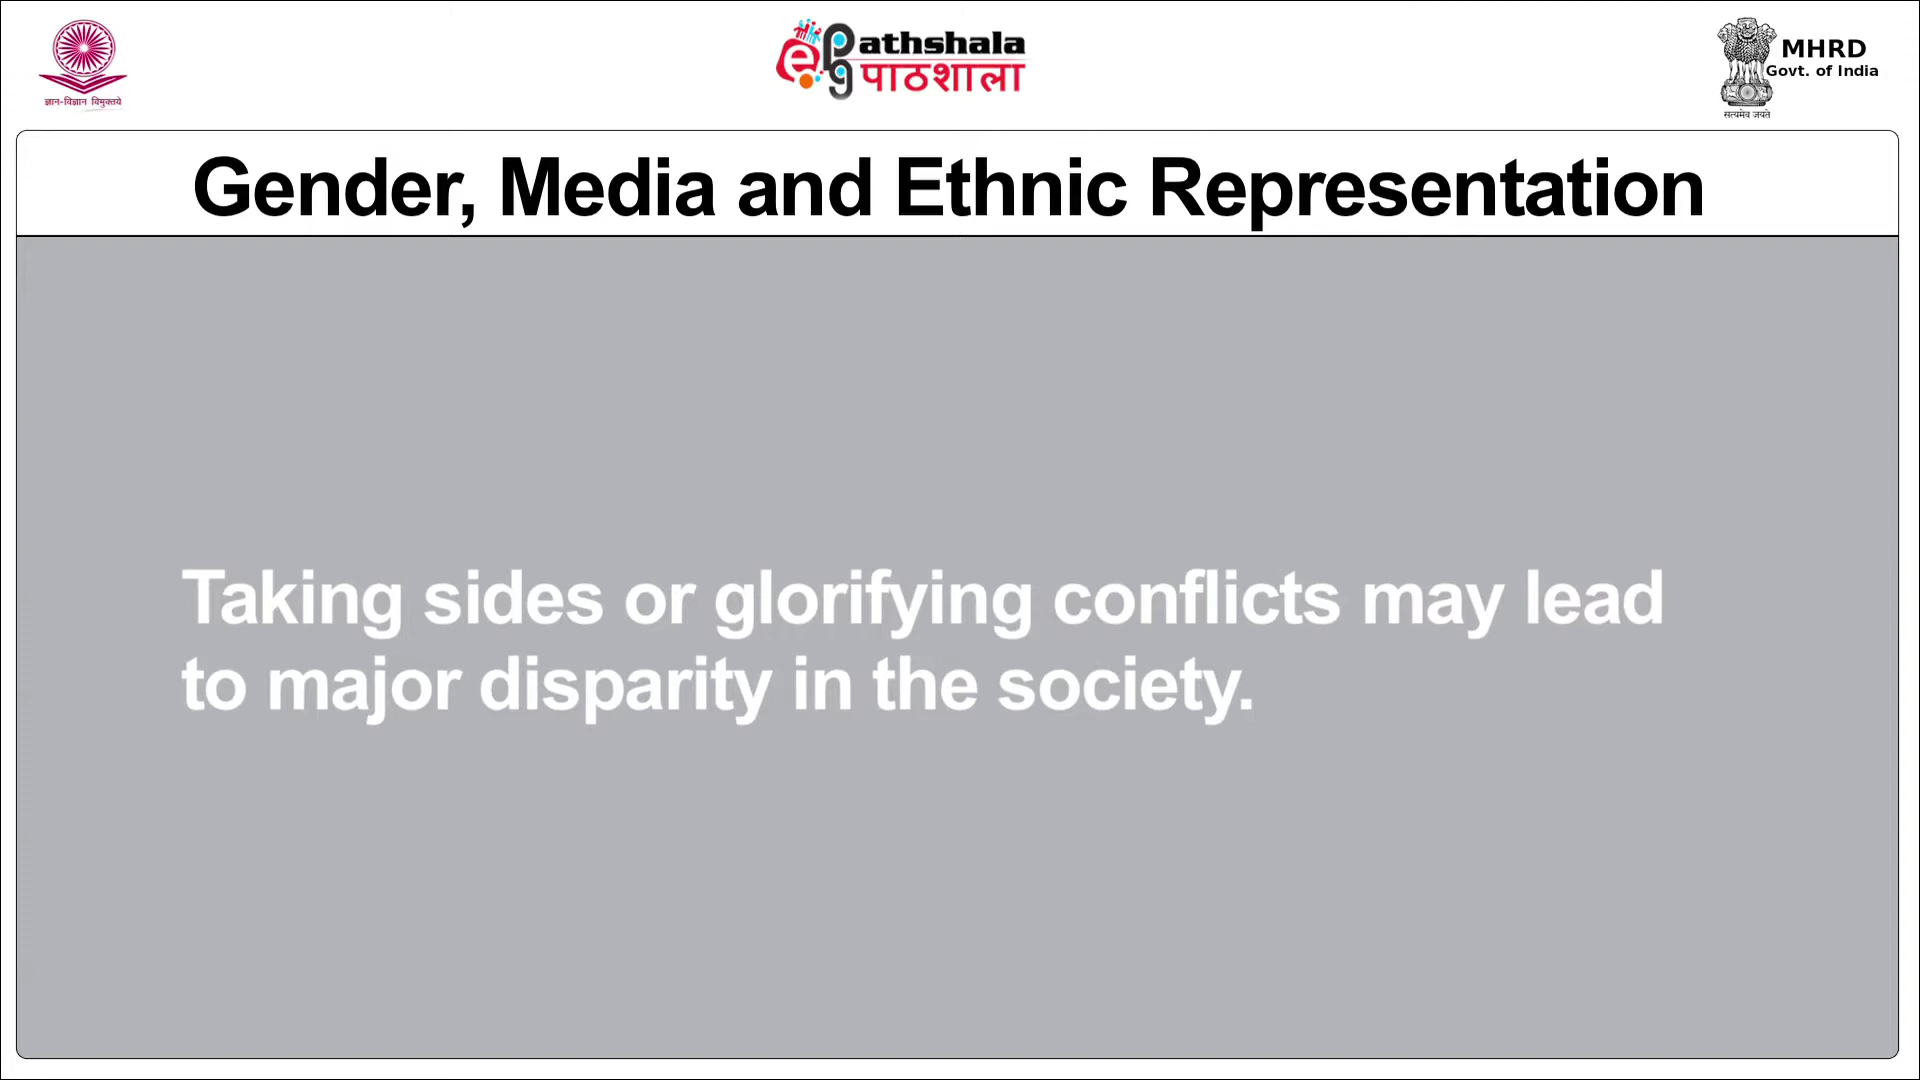 ज्ञान-विज्ञान विमुक्तये
ePG athshala
पाठशाला
MHRD
Govt. of India
सत्यमेव जयते
Gender, Media and Ethnic Representation
Taking sides or glorifying conflicts may lead
to major disparity in the society.